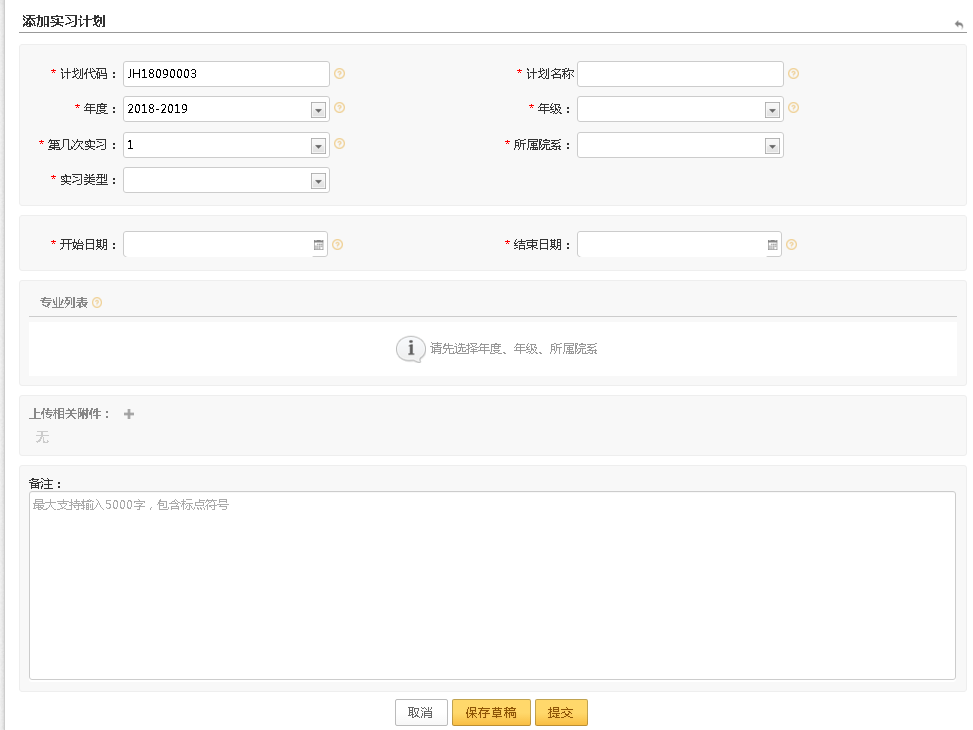 添加实习计划
* 计划代码： JH18090003 * 计划名称
* 年度： 2018-2019 * 年级：
* 第几次实习： 1 * 所属院系：
* 实习类型：
* 开始日期： * 结束日期：
专业列表
请先选择年度、年级、所属院系
上传相关附件：
无
备注：
最大支持输入5000字，包含标点符号
取消 保存草稿 提交